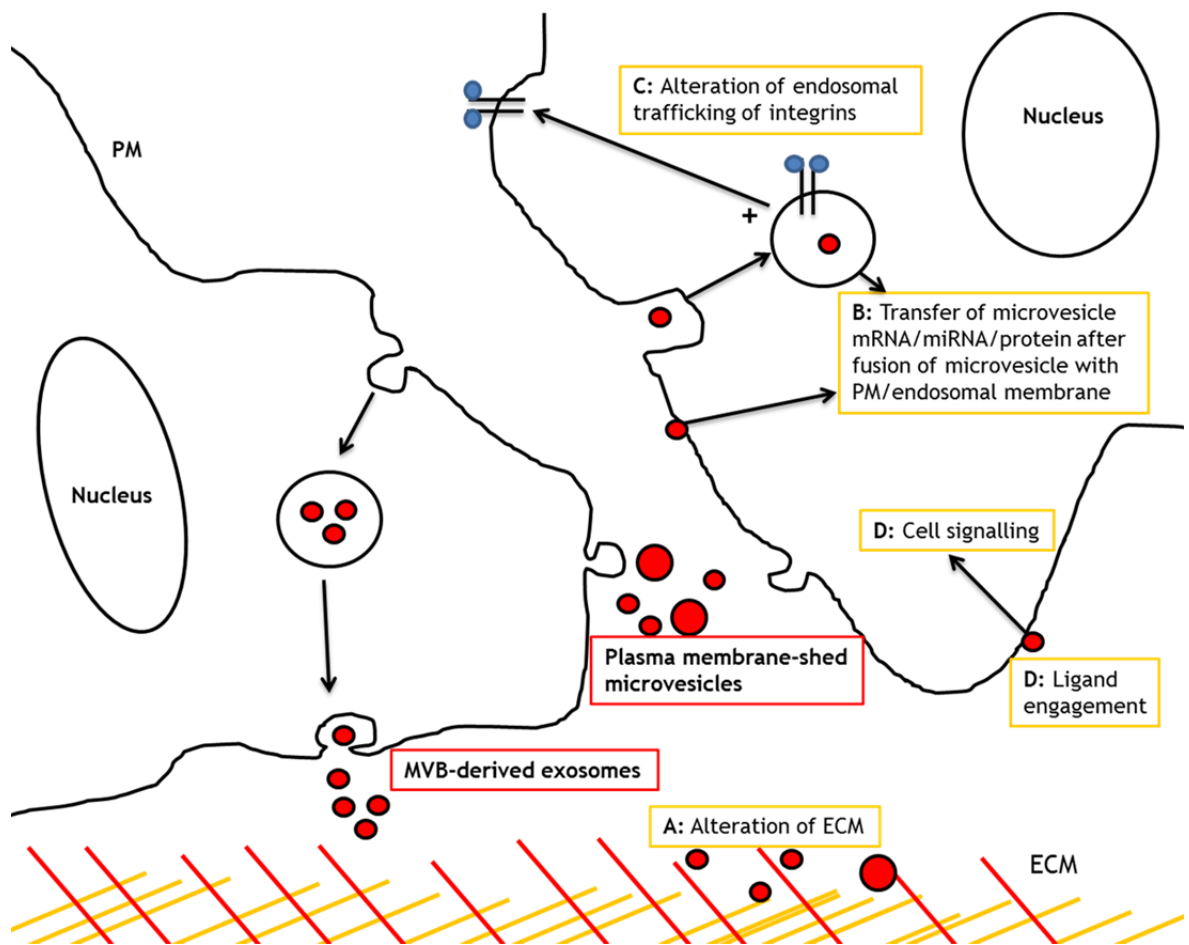 C: Alteration of endosomal
trafficking of integrins
Nucleus
PM
+
B: Transfer of microvesicle
mRNA/miRNA/protein after
fusion of microvesicle with
PM/endosomal membrane
Nucleus
D: Cell signalling
Plasma membrane-shed
microvesicles
D: Ligand
engagement
MVB-derived exosomes
A: Alteration of ECM
ECM